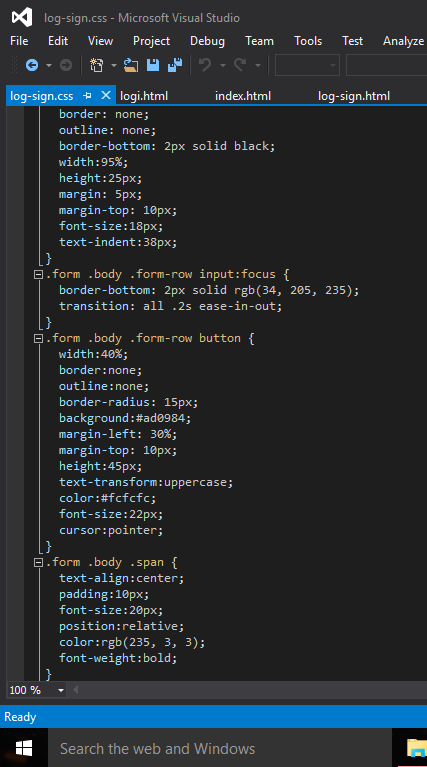 log-sign.css - Microsoft Visual Studio
File Edit View Project Debug Team Tools Test Analyze
log-sign.css logi.html index.html log-sign.html
border: none;
outline: none;
border-bottom: 2px solid black;
width:95%;
height:25px;
margin: 5px;
margin-top: 10px;
font-size:18px;
text-indent:38px;
}
.form .body .form-row input:focus {
border-bottom: 2px solid rgb(34, 205, 235);
transition: all .2s ease-in-out;
}
.form .body .form-row button {
width:40%;
border:none;
outline:none;
border-radius: 15px;
background:#ad0984;
margin-left: 30%;
margin-top: 10px;
height:45px;
text-transform:uppercase;
color:#fcfcfc;
font-size:22px;
cursor:pointer;
}
.form .body .span {
text-align:center;
padding:10px;
font-size:20px;
position:relative;
color:rgb(235, 3, 3);
font-weight:bold;
}
100 %
Ready
Search the web and Windows